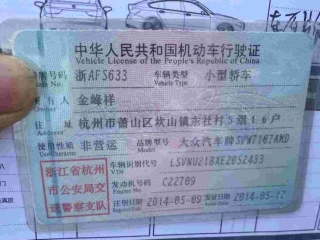 中华人民共和国机动车行驶证
Vehicle License of the People's Republic of China
号牌号码 浙AFS633 车辆类型 小型轿车
Plate No. Vehicle Type
所有人 金峰祥
Owner
住址 杭州市萧山区坎山镇东社村5组16户
Address
使用性质 非营运 品牌型号 大众汽车牌SVW7167AMD
Use Character Model
浙江省杭州
市公安局交
通警察支队
车辆识别代号 LSVNU218XE2052433
VIN
发动机号码 C22709
Engine No.
注册日期 2014-05-09 发证日期 2014-05-12
Register Date Issue Date